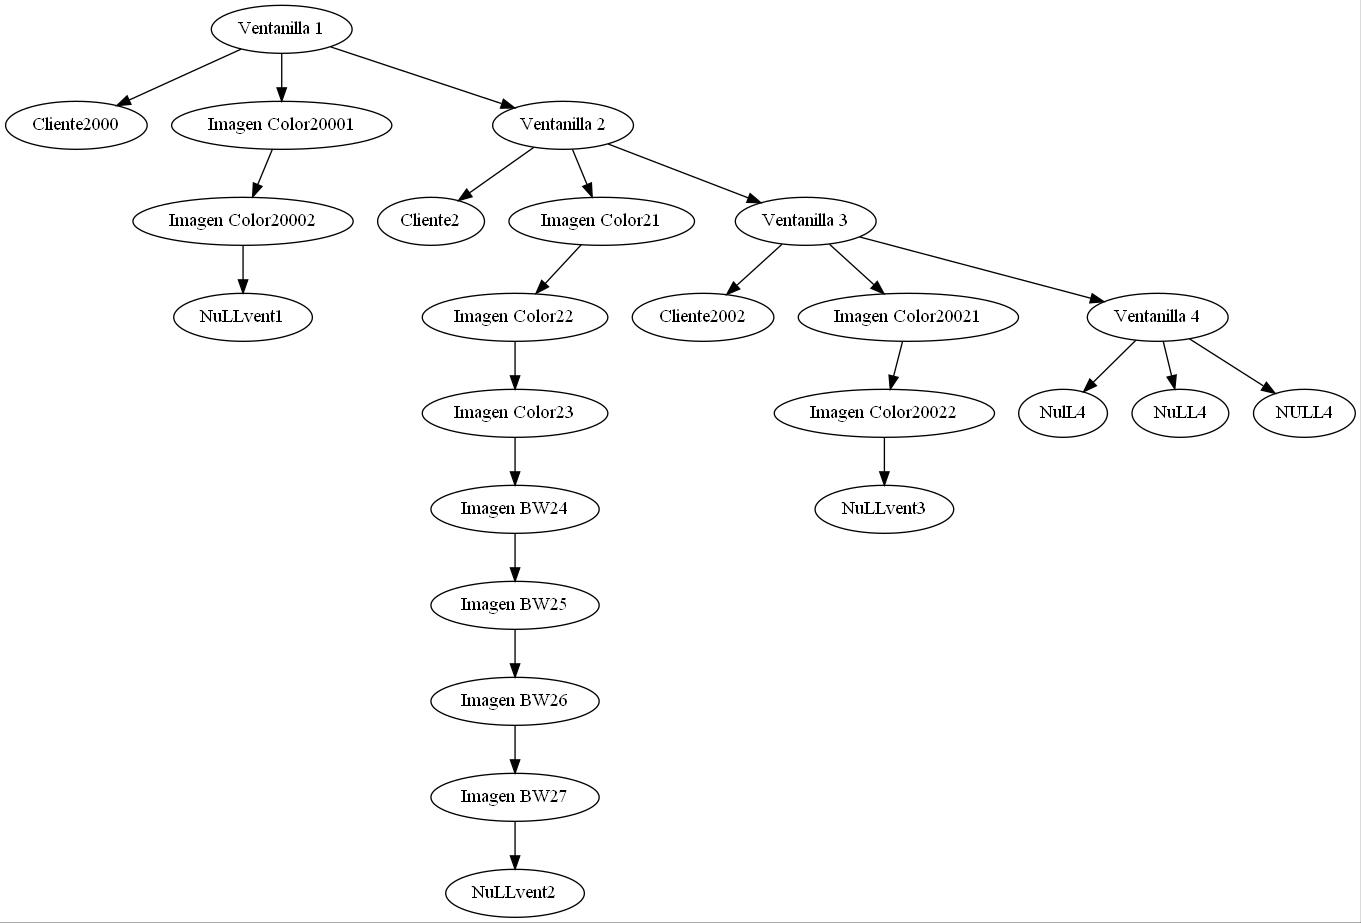 Ventanilla 1
Cliente2000
Imagen Color20001
Ventanilla 2
Imagen Color20002
Cliente2
Imagen Color21
Ventanilla 3
NuLLvent1
Imagen Color22
Cliente2002
Imagen Color20021
Ventanilla 4
Imagen Color23
Imagen Color20022
NulL4
NuLL4
NULL4
Imagen BW24
NuLLvent3
Imagen BW25
Imagen BW26
Imagen BW27
NuLLvent2